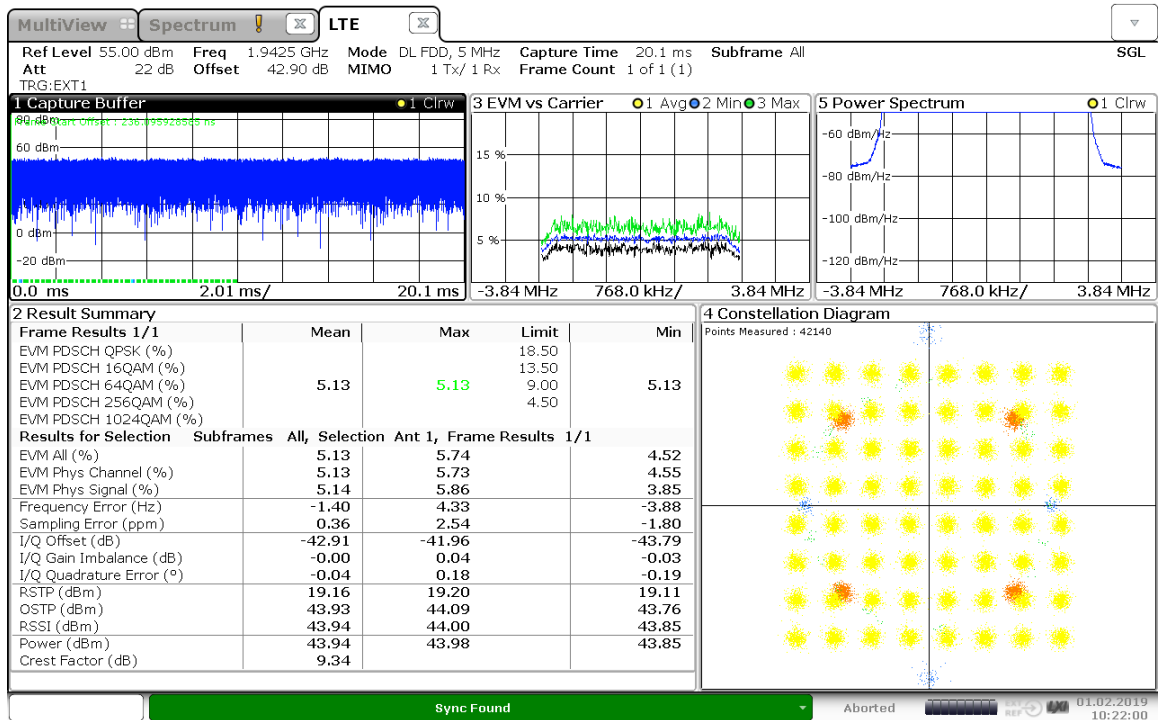 MultiView Spectrum ! LTE
Ref Level 55.00 dBm Freq 1.9425 GHz Mode DL FDD, 5 MHz Capture Time 20.1 ms Subframe All SGL
Att 22 dB Offset 42.90 dB MIMO 1 Tx/ 1 Rx Frame Count 1 of 1 (1)
TRG:EXT1
1 Capture Buffer 1 Clrw
80 dBm
60 dBm
0 dBm
-20 dBm
0.0 ms 2.01 ms/ 20.1 ms
3 EVM vs Carrier 1 Avg 2 Min 3 Max
15 %
10 %
5 %
-3.84 MHz 768.0 kHz/ 3.84 MHz
5 Power Spectrum 1 Clrw
-60 dBm/Hz
-80 dBm/Hz
-100 dBm/Hz
-120 dBm/Hz
-3.84 MHz 768.0 kHz/ 3.84 MHz
2 Result Summary
Frame Results 1/1 Mean Max Limit Min
EVM PDSCH QPSK (%) 18.50
EVM PDSCH 16QAM (%) 13.50
EVM PDSCH 64QAM (%) 5.13 5.13 9.00 5.13
EVM PDSCH 256QAM (%) 4.50
EVM PDSCH 1024QAM (%)
Results for Selection Subframes All, Selection Ant 1, Frame Results 1/1
EVM All (%) 5.13 5.74 4.52
EVM Phys Channel (%) 5.13 5.73 4.55
EVM Phys Signal (%) 5.14 5.86 3.85
Frequency Error (Hz) -1.40 4.33 -3.88
Sampling Error (ppm) 0.36 2.54 -1.80
I/Q Offset (dB) -42.91 -41.96 -43.79
I/Q Gain Imbalance (dB) -0.00 0.04 -0.03
I/Q Quadrature Error (°) -0.04 0.18 -0.19
RSTP (dBm) 19.16 19.20 19.11
OSTP (dBm) 43.93 44.09 43.76
RSSI (dBm) 43.94 44.00 43.85
Power (dBm) 43.94 43.98 43.85
Crest Factor (dB) 9.34
4 Constellation Diagram
Points Measured : 42140
Sync Found
Aborted
01.02.2019
10:22:00